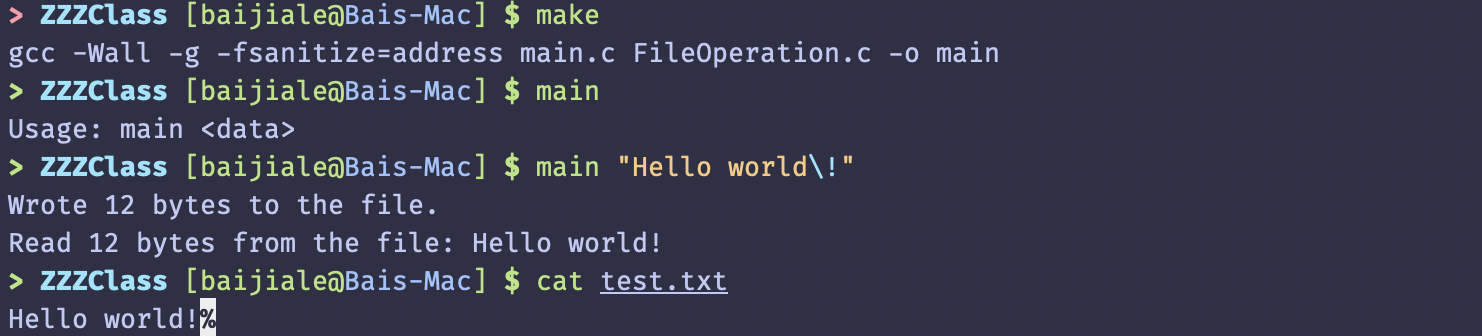 > ZZZClass [baijiale@Bais-Mac] $ make
gcc -Wall -g -fsanitize=address main.c FileOperation.c -o main
> ZZZClass [baijiale@Bais-Mac] $ main
Usage: main <data>
> ZZZClass [baijiale@Bais-Mac] $ main "Hello world\!"
Wrote 12 bytes to the file.
Read 12 bytes from the file: Hello world!
> ZZZClass [baijiale@Bais-Mac] $ cat test.txt
Hello world!%